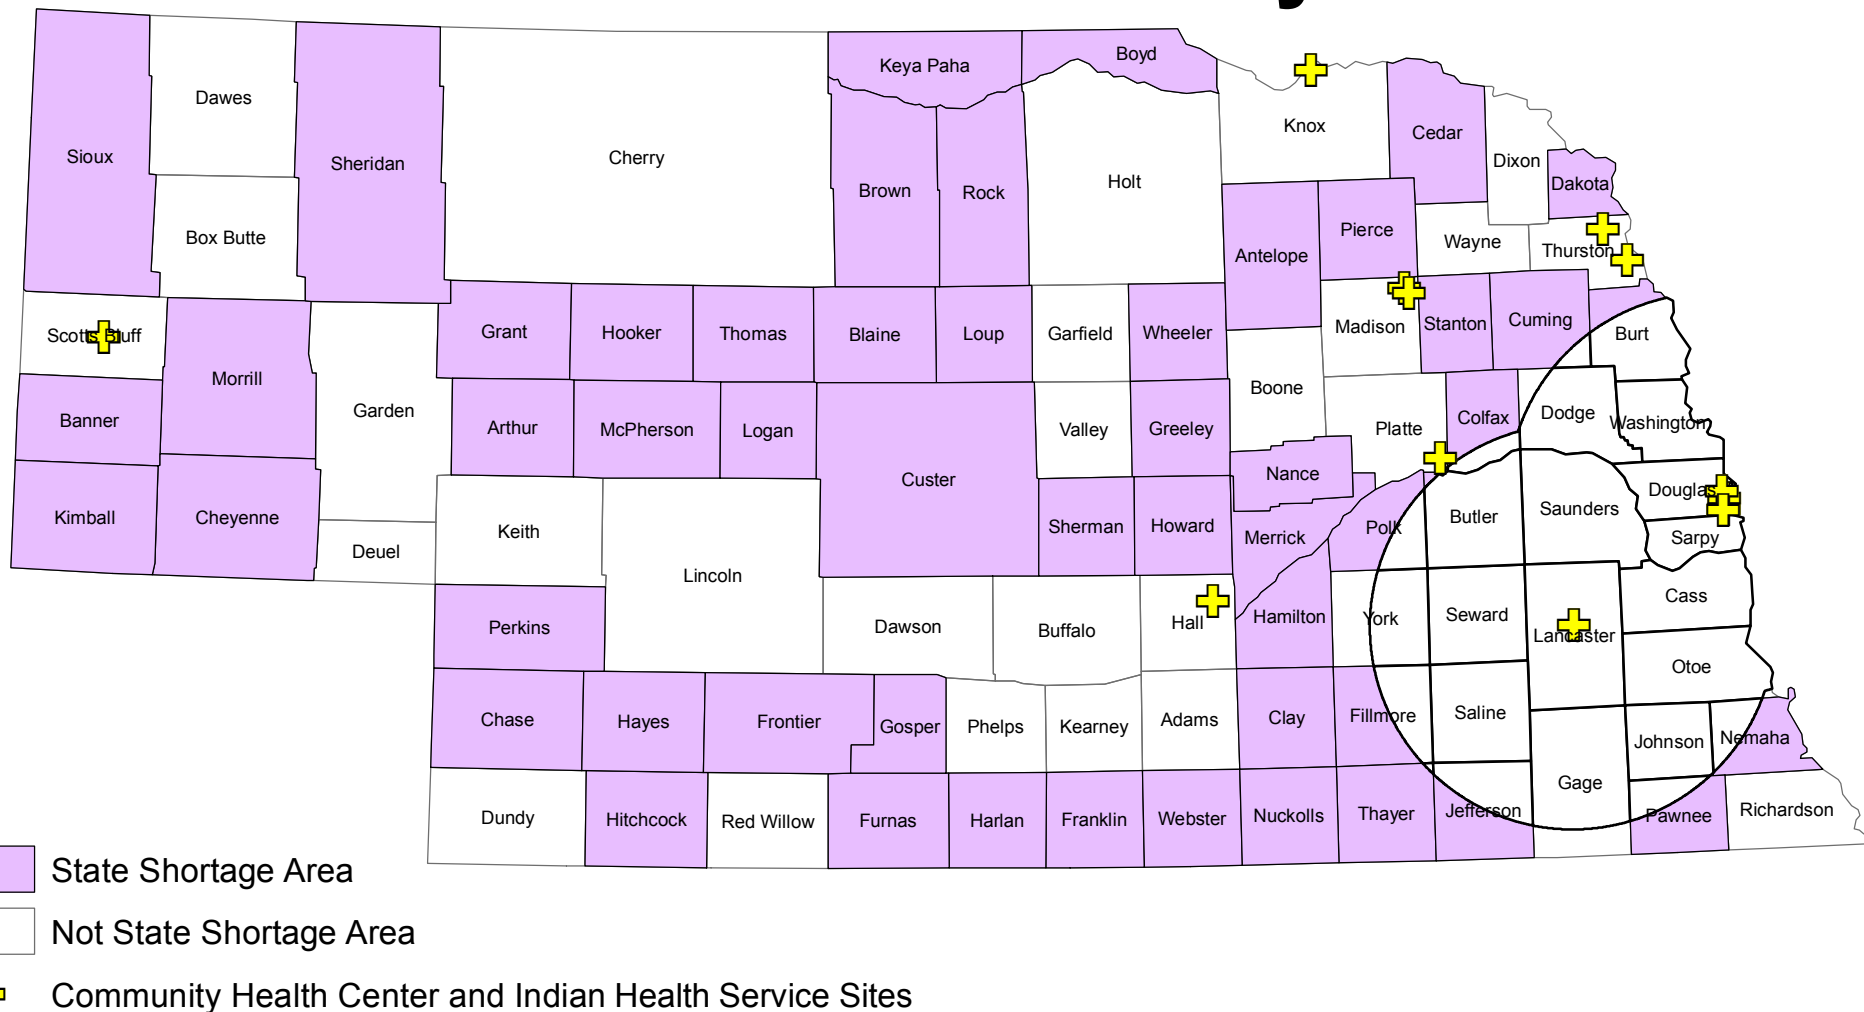 Keya Paha
Boyd
Dawes
Knox
Cedar
Sioux
Sheridan
Cherry
Dixon
Dakota
Brown
Rock
Holt
Box Butte
Pierce
Wayne
Thurston
Antelope
Scotts Bluff
Grant
Hooker
Thomas
Blaine
Loup
Garfield
Wheeler
Madison
Stanton
Cuming
Burt
Morrill
Garden
Boone
Banner
Arthur
McPherson
Logan
Valley
Greeley
Platte
Colfax
Dodge
Washington
Custer
Nance
Kimball
Cheyenne
Keith
Sherman
Howard
Merrick
Polk
Butler
Saunders
Douglas
Sarpy
Deuel
Lincoln
Perkins
Dawson
Buffalo
Hall
Hamilton
York
Seward
Lancaster
Cass
Otoe
Chase
Hayes
Frontier
Gosper
Phelps
Kearney
Adams
Clay
Fillmore
Saline
Johnson
Nemaha
Gage
Dundy
Hitchcock
Red Willow
Furnas
Harlan
Franklin
Webster
Nuckolls
Thayer
Jefferson
Pawnee
Richardson
State Shortage Area
Not State Shortage Area
Community Health Center and Indian Health Service Sites